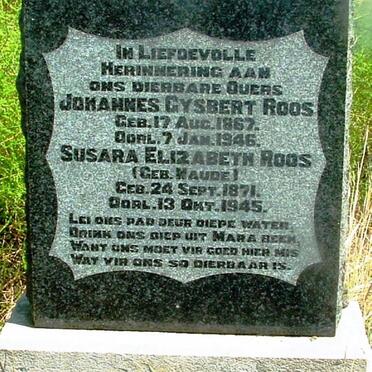 In Liefdevolle
Herinnering aan
ons dierbare Ouers
Johannes Gysbert Roos
Geb. 17 Aug. 1867.
Oorl. 7 Jan. 1946.
Susara Elizabeth Roos
(geb. Naude)
Geb. 24 Sept. 1871.
Oorl. 13 Okt. 1945.
Lei ons pad deur diepe water
Drink ons diep uit Mara beek,
Want ons moet vir goed hier mis
Wat vir ons so dierbaar is.